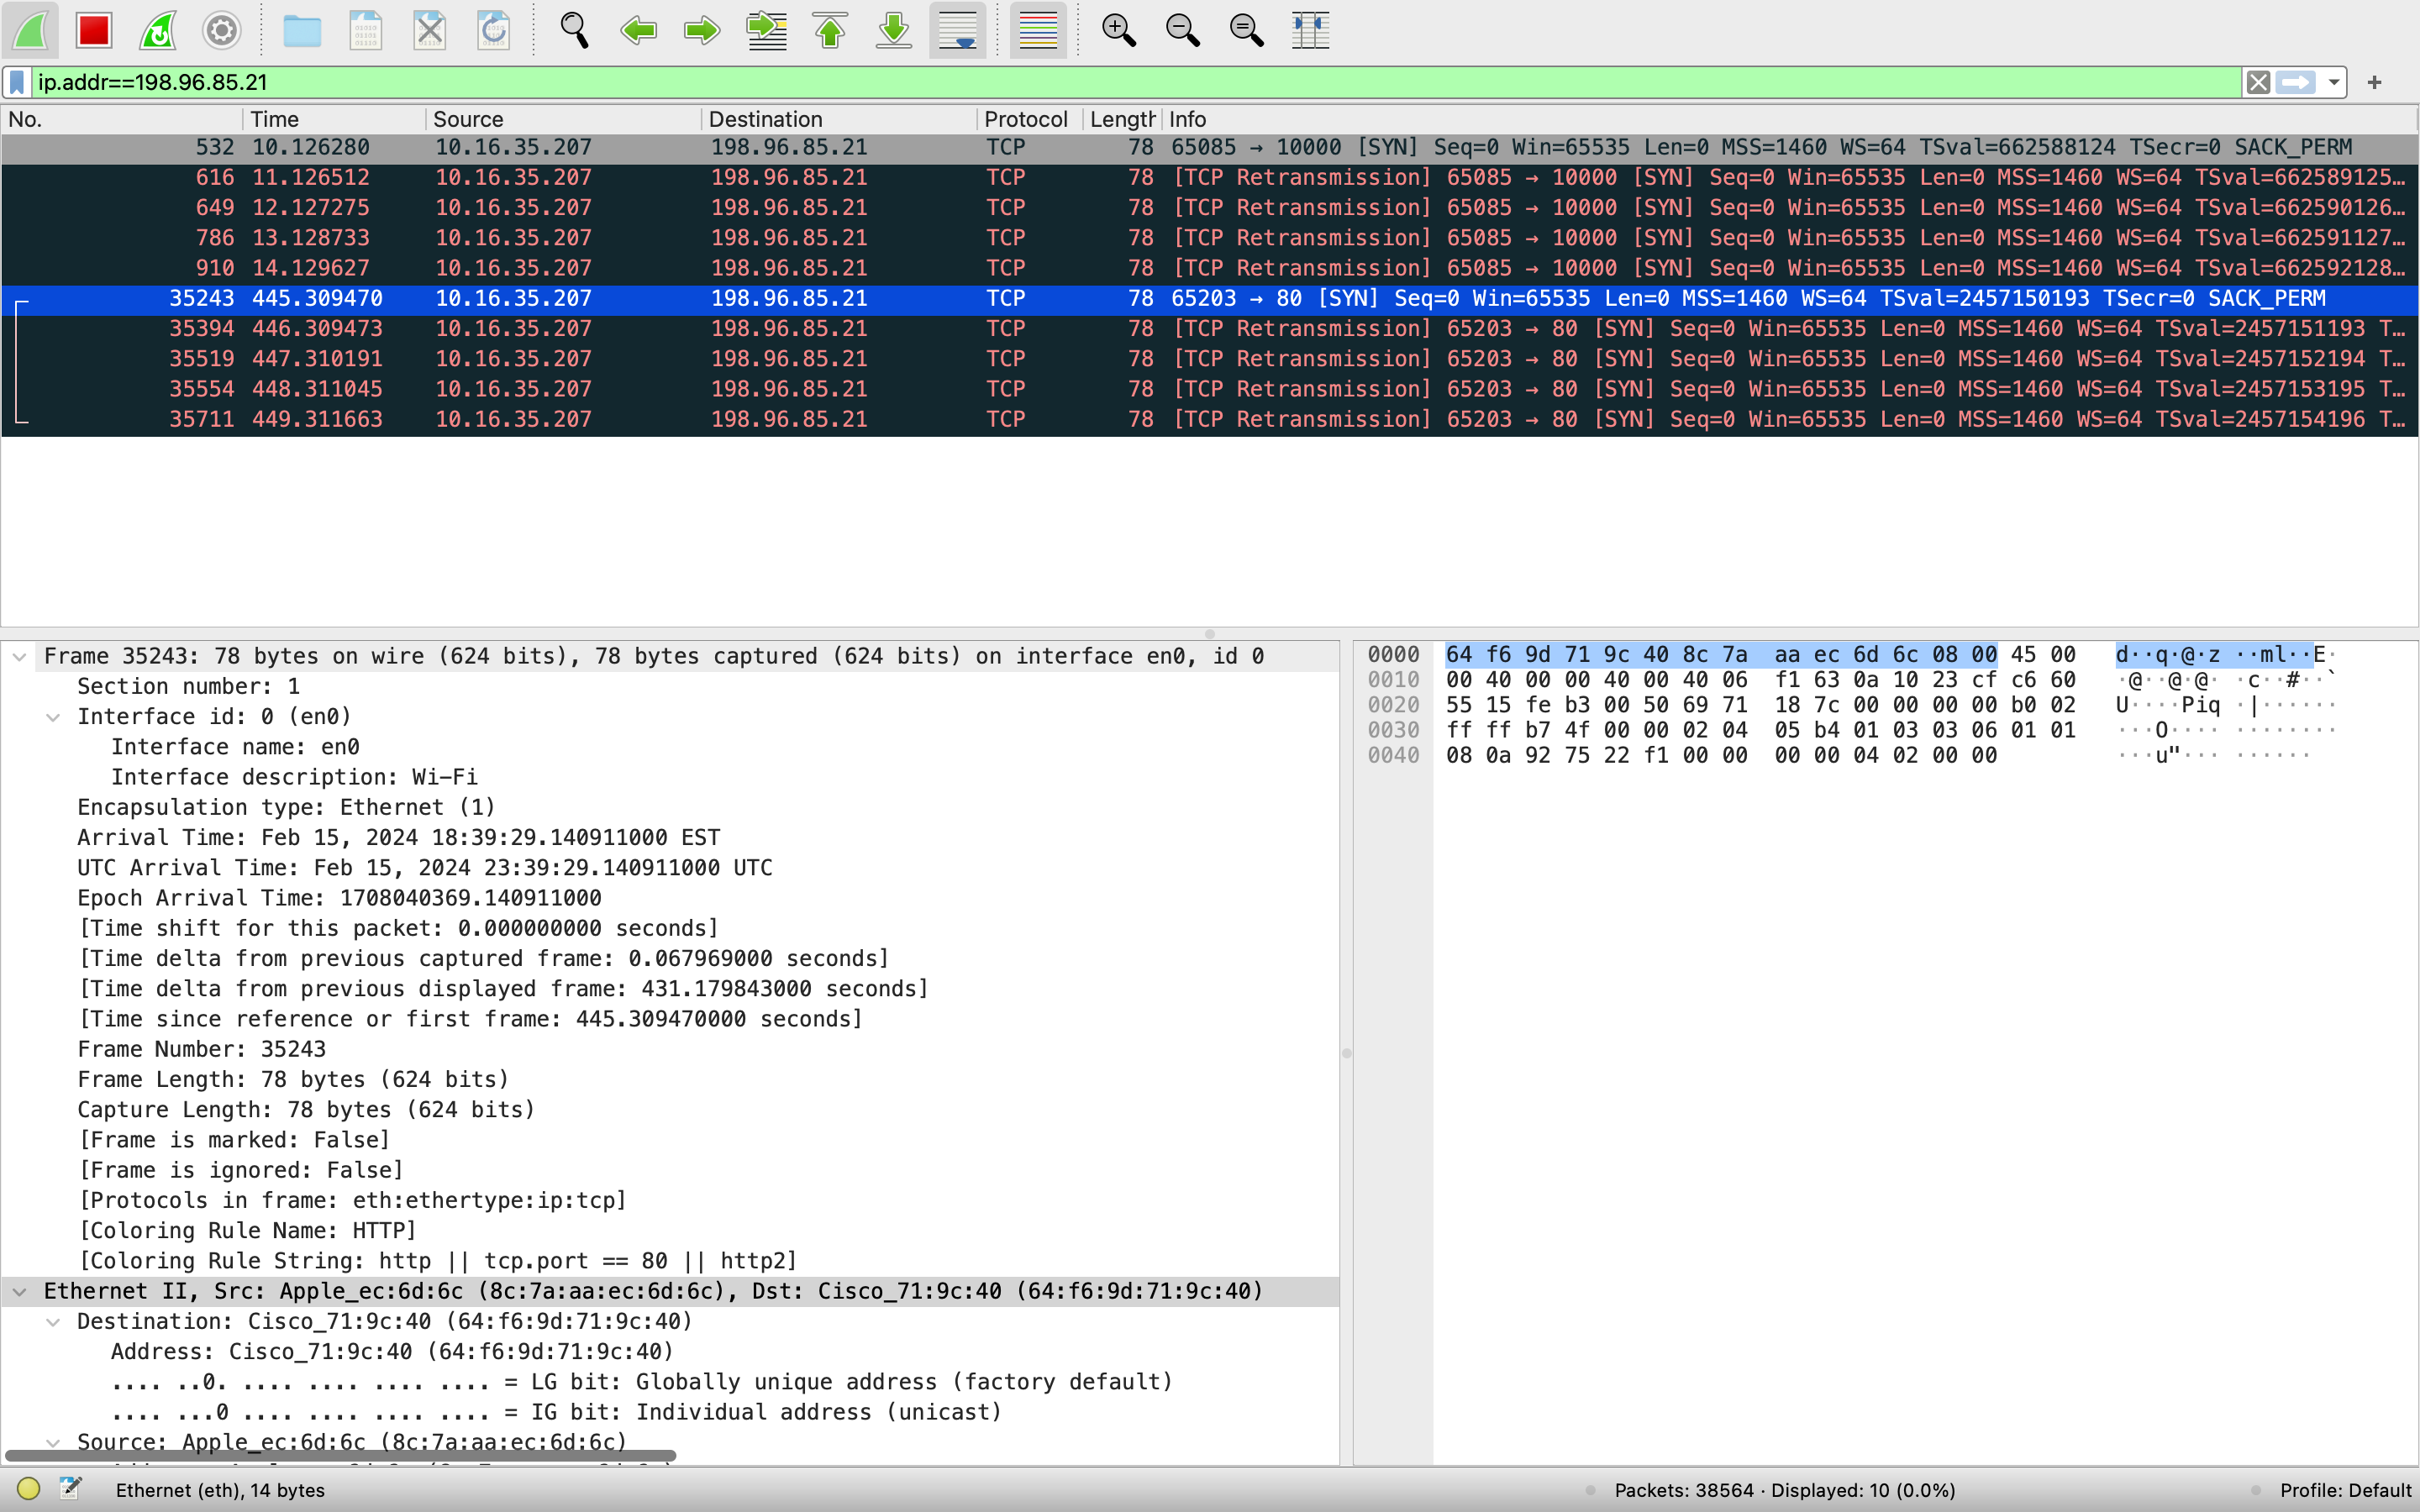 ip.addr==198.96.85.21
No. Time Source Destination Protocol Length Info
532 10.126280 10.16.35.207 198.96.85.21 TCP 78 65085 → 10000 [SYN] Seq=0 Win=65535 Len=0 MSS=1460 WS=64 TSval=662588124 TSecr=0 SACK_PERM
616 11.126512 10.16.35.207 198.96.85.21 TCP 78 [TCP Retransmission] 65085 → 10000 [SYN] Seq=0 Win=65535 Len=0 MSS=1460 WS=64 TSval=662589125…
649 12.127275 10.16.35.207 198.96.85.21 TCP 78 [TCP Retransmission] 65085 → 10000 [SYN] Seq=0 Win=65535 Len=0 MSS=1460 WS=64 TSval=662590126…
786 13.128733 10.16.35.207 198.96.85.21 TCP 78 [TCP Retransmission] 65085 → 10000 [SYN] Seq=0 Win=65535 Len=0 MSS=1460 WS=64 TSval=662591127…
910 14.129627 10.16.35.207 198.96.85.21 TCP 78 [TCP Retransmission] 65085 → 10000 [SYN] Seq=0 Win=65535 Len=0 MSS=1460 WS=64 TSval=662592128…
35243 445.309470 10.16.35.207 198.96.85.21 TCP 78 65203 → 80 [SYN] Seq=0 Win=65535 Len=0 MSS=1460 WS=64 TSval=2457150193 TSecr=0 SACK_PERM
35394 446.309473 10.16.35.207 198.96.85.21 TCP 78 [TCP Retransmission] 65203 → 80 [SYN] Seq=0 Win=65535 Len=0 MSS=1460 WS=64 TSval=2457151193 T…
35519 447.310191 10.16.35.207 198.96.85.21 TCP 78 [TCP Retransmission] 65203 → 80 [SYN] Seq=0 Win=65535 Len=0 MSS=1460 WS=64 TSval=2457152194 T…
35554 448.311045 10.16.35.207 198.96.85.21 TCP 78 [TCP Retransmission] 65203 → 80 [SYN] Seq=0 Win=65535 Len=0 MSS=1460 WS=64 TSval=2457153195 T…
35711 449.311663 10.16.35.207 198.96.85.21 TCP 78 [TCP Retransmission] 65203 → 80 [SYN] Seq=0 Win=65535 Len=0 MSS=1460 WS=64 TSval=2457154196 T…
Frame 35243: 78 bytes on wire (624 bits), 78 bytes captured (624 bits) on interface en0, id 0
Section number: 1
Interface id: 0 (en0)
Interface name: en0
Interface description: Wi-Fi
Encapsulation type: Ethernet (1)
Arrival Time: Feb 15, 2024 18:39:29.140911000 EST
UTC Arrival Time: Feb 15, 2024 23:39:29.140911000 UTC
Epoch Arrival Time: 1708040369.140911000
[Time shift for this packet: 0.000000000 seconds]
[Time delta from previous captured frame: 0.067969000 seconds]
[Time delta from previous displayed frame: 431.179843000 seconds]
[Time since reference or first frame: 445.309470000 seconds]
Frame Number: 35243
Frame Length: 78 bytes (624 bits)
Capture Length: 78 bytes (624 bits)
[Frame is marked: False]
[Frame is ignored: False]
[Protocols in frame: eth:ethertype:ip:tcp]
[Coloring Rule Name: HTTP]
[Coloring Rule String: http || tcp.port == 80 || http2]
Ethernet II, Src: Apple_ec:6d:6c (8c:7a:aa:ec:6d:6c), Dst: Cisco_71:9c:40 (64:f6:9d:71:9c:40)
Destination: Cisco_71:9c:40 (64:f6:9d:71:9c:40)
Address: Cisco_71:9c:40 (64:f6:9d:71:9c:40)
.... ..0. .... .... .... .... = LG bit: Globally unique address (factory default)
.... ...0 .... .... .... .... = IG bit: Individual address (unicast)
Source: Apple_ec:6d:6c (8c:7a:aa:ec:6d:6c)
0000 64 f6 9d 71 9c 40 8c 7a aa ec 6d 6c 08 00 45 00 d··q·@·z ··ml··E·
0010 00 40 00 00 40 00 40 06 f1 63 0a 10 23 cf c6 60 ·@··@·@· ·c··#··`
0020 55 15 fe b3 00 50 69 71 18 7c 00 00 00 00 b0 02 U····Piq ·|······
0030 ff ff b7 4f 00 00 02 04 05 b4 01 03 03 06 01 01 ···O···· ········
0040 08 0a 92 75 22 f1 00 00 00 00 04 02 00 00 ···u"··· ······
Ethernet (eth), 14 bytes
Packets: 38564 · Displayed: 10 (0.0%)
Profile: Default